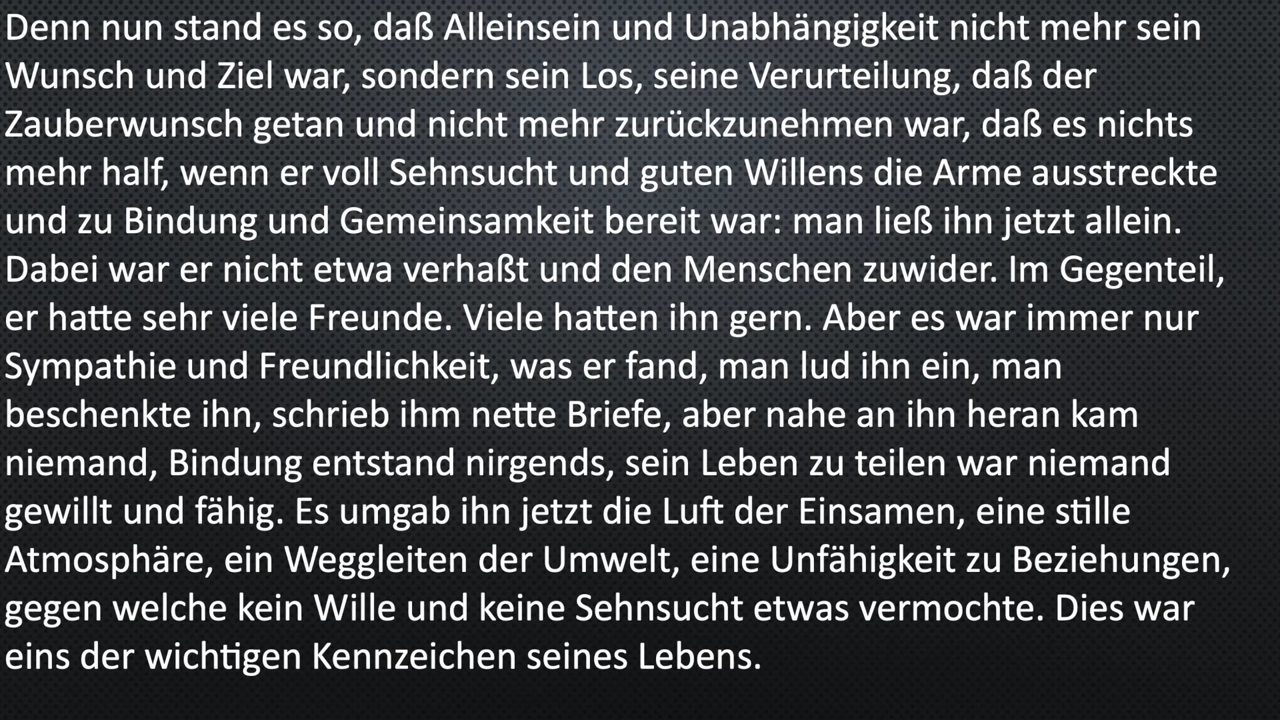 Denn nun stand es so, daß Alleinsein und Unabhängigkeit nicht mehr sein
Wunsch und Ziel war, sondern sein Los, seine Verurteilung, daß der
Zauberwunsch getan und nicht mehr zurückzunehmen war, daß es nichts
mehr half, wenn er voll Sehnsucht und guten Willens die Arme ausstreckte
und zu Bindung und Gemeinsamkeit bereit war: man ließ ihn jetzt allein.
Dabei war er nicht etwa verhaßt und den Menschen zuwider. Im Gegenteil,
er hatte sehr viele Freunde. Viele hatten ihn gern. Aber es war immer nur
Sympathie und Freundlichkeit, was er fand, man lud ihn ein, man
beschenkte ihn, schrieb ihm nette Briefe, aber nahe an ihn heran kam
niemand, Bindung entstand nirgends, sein Leben zu teilen war niemand
gewillt und fähig. Es umgab ihn jetzt die Luft der Einsamen, eine stille
Atmosphäre, ein Weggleiten der Umwelt, eine Unfähigkeit zu Beziehungen,
gegen welche kein Wille und keine Sehnsucht etwas vermochte. Dies war
eins der wichtigen Kennzeichen seines Lebens.